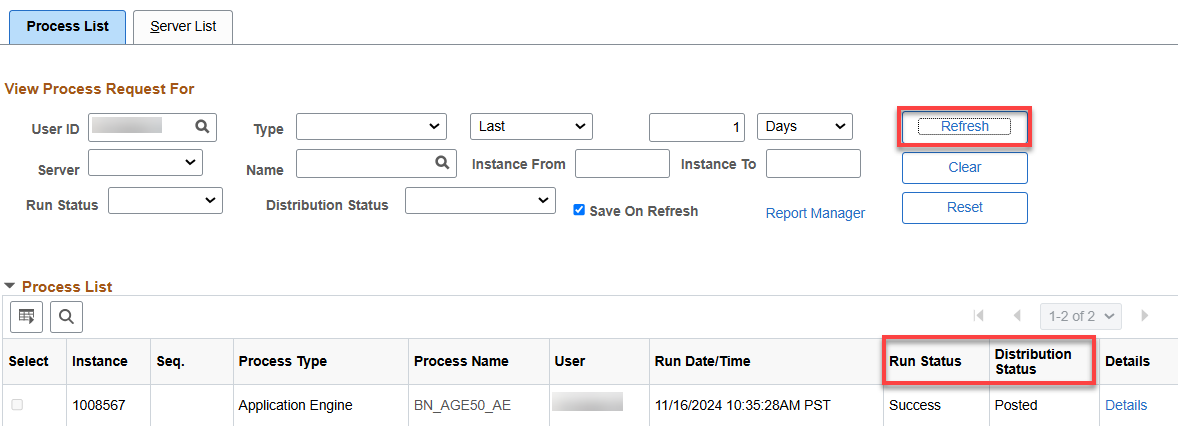 Process List Server List
View Process Request For
User ID Type Last 1 Days Refresh
Server Name Instance From Instance To Clear
Run Status Distribution Status Save On Refresh Report Manager Reset
Process List
1-2 of 2
Select Instance Seq. Process Type Process Name User Run Date/Time Run Status Distribution Status Details
1008567 Application Engine BN_AGE50_AE 11/16/2024 10:35:28AM PST Success Posted Details